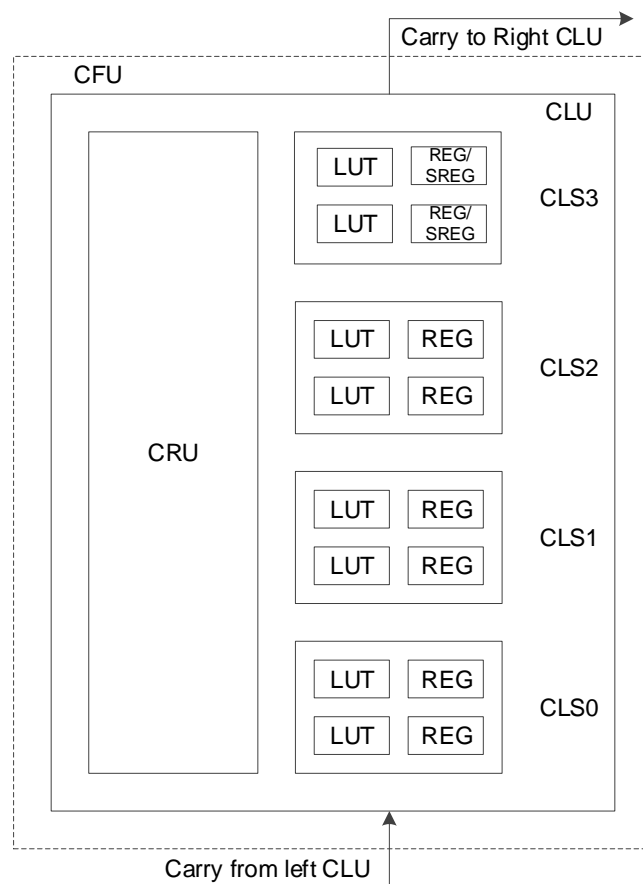 Carry to Right CLU
CFU
CLU
LUT REG/
SREG
CLS3
LUT REG/
SREG
LUT REG
CLS2
LUT REG
CRU
LUT REG
CLS1
LUT REG
LUT REG
CLS0
LUT REG
Carry from left CLU